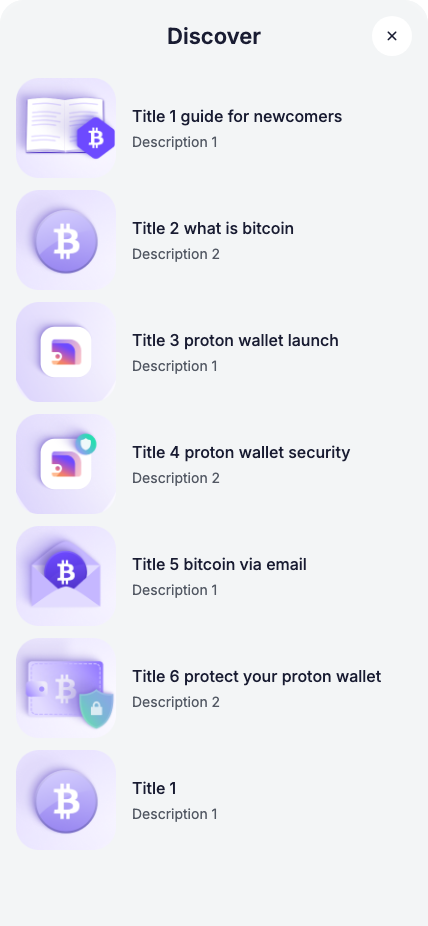 Discover
Title 1 guide for newcomers
Description 1
Title 2 what is bitcoin
Description 2
Title 3 proton wallet launch
Description 1
Title 4 proton wallet security
Description 2
Title 5 bitcoin via email
Description 1
Title 6 protect your proton wallet
Description 2
Title 1
Description 1